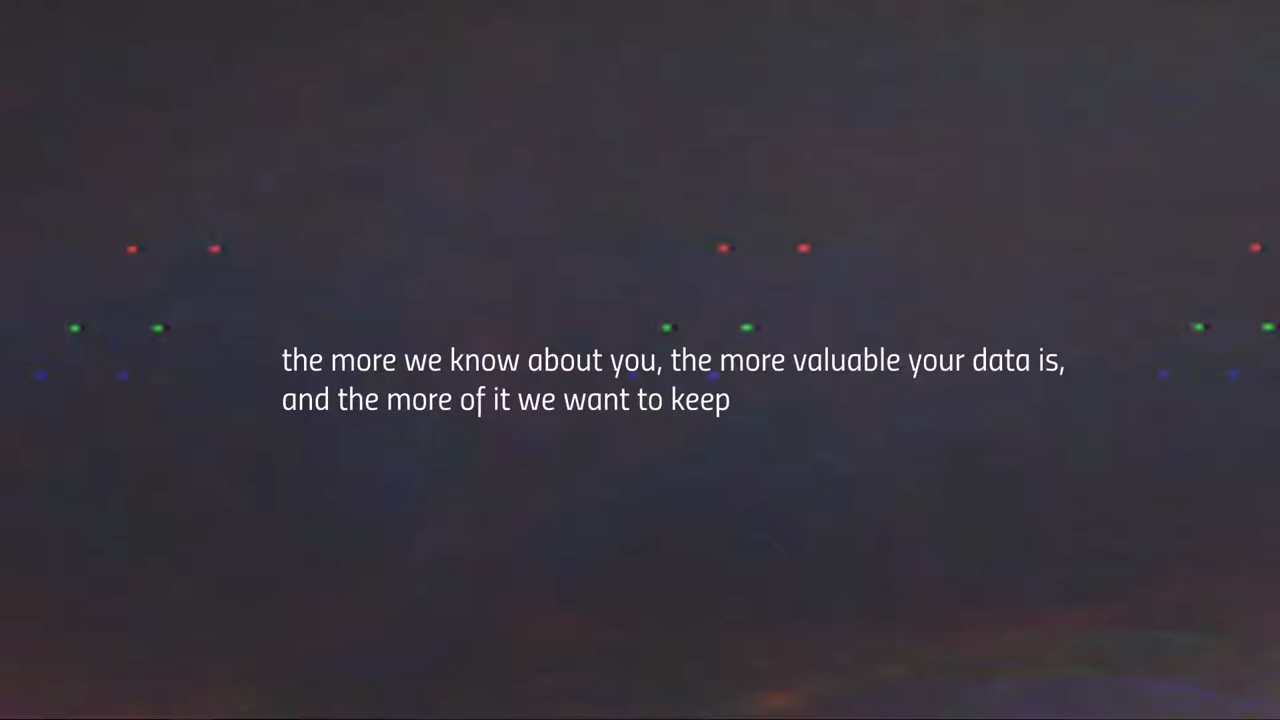 the more we know about you, the more valuable your data is,
and the more of it we want to keep